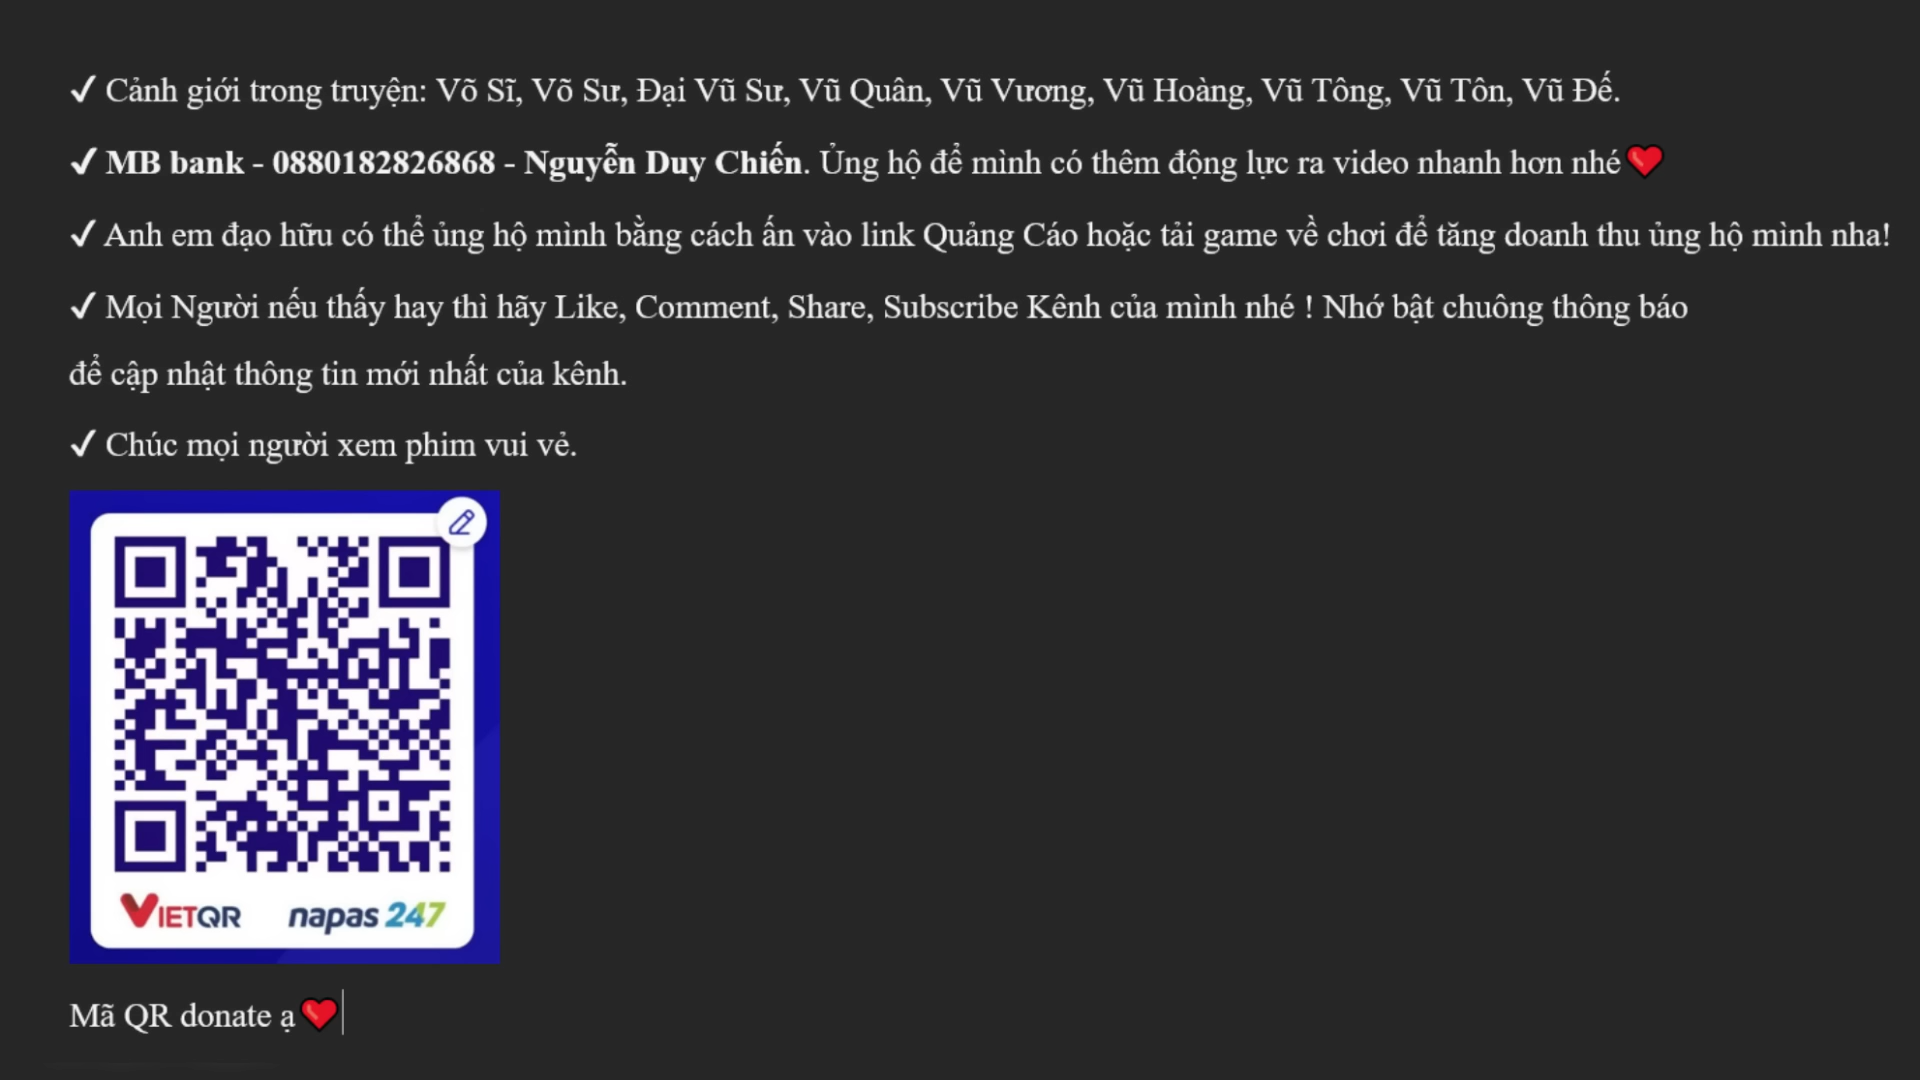 ✓ Cảnh giới trong truyện: Võ Sĩ, Võ Sư, Đại Vũ Sư, Vũ Quân, Vũ Vương, Vũ Hoàng, Vũ Tông, Vũ Tôn, Vũ Đế.
✓ MB bank - 0880182826868 - Nguyễn Duy Chiến. Ủng hộ để mình có thêm động lực ra video nhanh hơn nhé❤
✓ Anh em đạo hữu có thể ủng hộ mình bằng cách ấn vào link Quảng Cáo hoặc tải game về chơi để tăng doanh thu ủng hộ mình nha!
✓ Mọi Người nếu thấy hay thì hãy Like, Comment, Share, Subscribe Kênh của mình nhé ! Nhớ bật chuông thông báo
để cập nhật thông tin mới nhất của kênh.
✓ Chúc mọi người xem phim vui vẻ.
VIETQR napas 247
Mã QR donate ạ❤